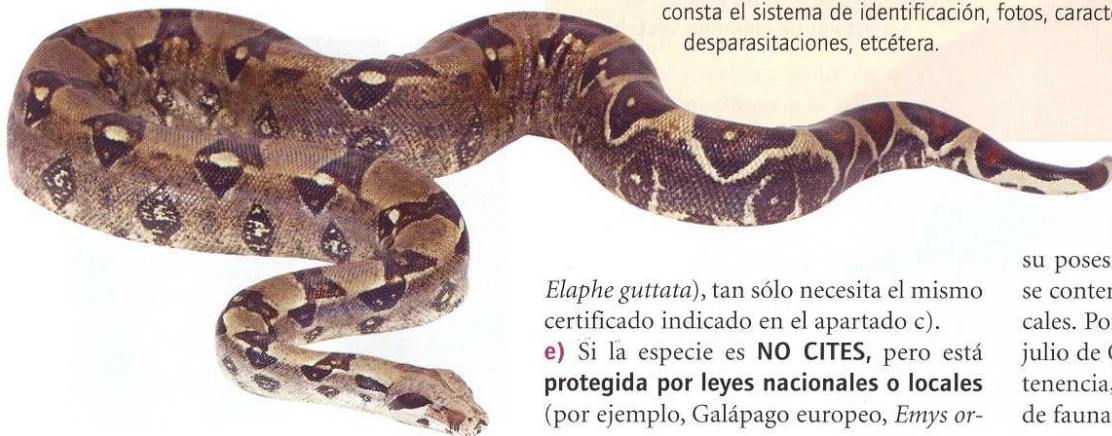 consta el sistema de identificación, fotos, caract
desparasitaciones, etcétera.
Elaphe guttata), tan sólo necesita el mismo
certificado indicado en el apartado c).
e) Si la especie es NO CITES, pero está
protegida por leyes nacionales o locales
(por ejemplo, Galápago europeo, Emys or-
su poses
se conten
cales. Po
julio de
tenencia,
de fauna